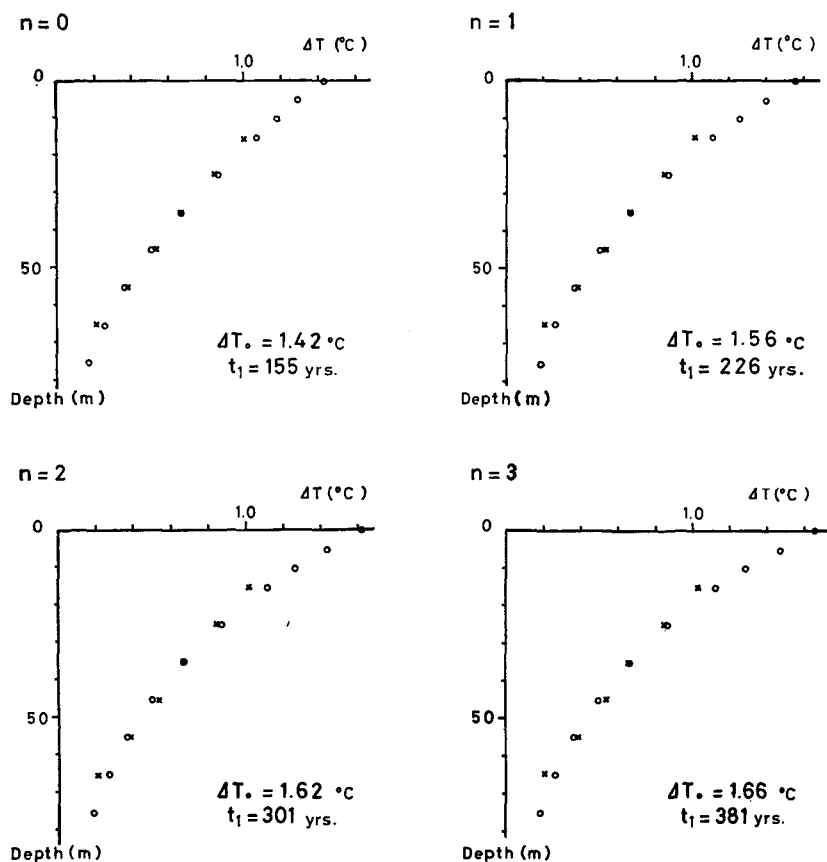 n = 0
ΔT (°C)
1.0
0
50
ΔT₀ = 1.42 °C
t₁ = 155 yrs.
Depth (m)
n = 1
ΔT (°C)
1.0
0
50
ΔT₀ = 1.56 °C
t₁ = 226 yrs.
Depth (m)
n = 2
ΔT (°C)
1.0
0
50
ΔT₀ = 1.62 °C
t₁ = 301 yrs.
Depth (m)
n = 3
ΔT (°C)
1.0
0
50
ΔT₀ = 1.66 °C
t₁ = 381 yrs.
Depth (m)